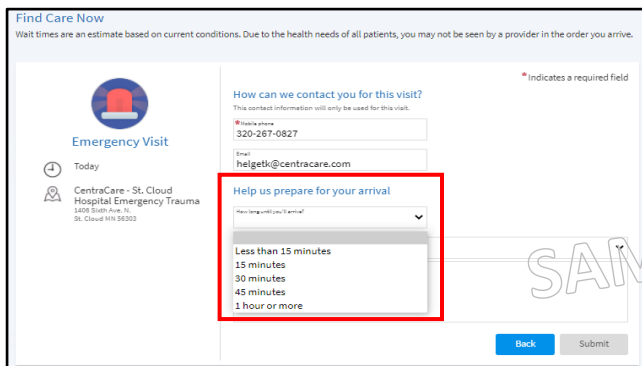 Find Care Now
Wait times are an estimate based on current conditions. Due to the health needs of all patients, you may not be seen by a provider in the order you arrive.
*Indicates a required field
Emergency Visit
Today
CentraCare - St. Cloud
Hospital Emergency Trauma
1406 Sixth Ave. N.
St. Cloud MN 56303
How can we contact you for this visit?
This contact information will only be used for this visit.
*Mobile phone
320-267-0827
Email
helgetk@centracare.com
Help us prepare for your arrival
How long until you'll arrive?
Less than 15 minutes
15 minutes
30 minutes
45 minutes
1 hour or more
SAM
Back
Submit